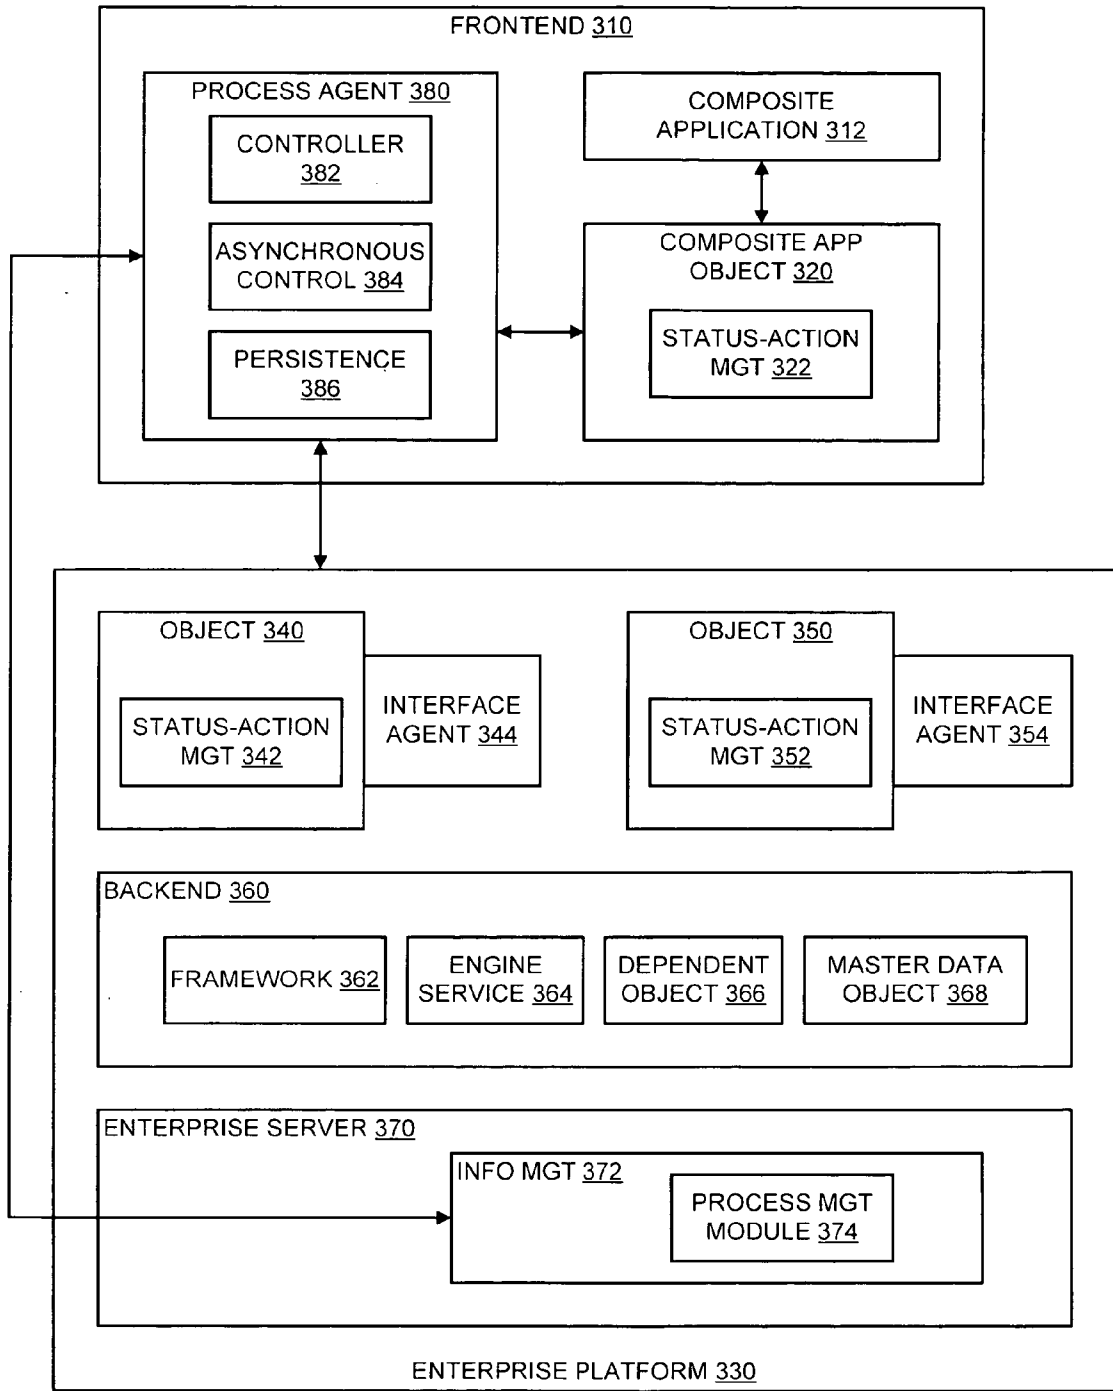 FRONTEND 310
PROCESS AGENT 380
CONTROLLER
382
ASYNCHRONOUS
CONTROL 384
PERSISTENCE
386
COMPOSITE
APPLICATION 312
COMPOSITE APP
OBJECT 320
STATUS-ACTION
MGT 322
OBJECT 340
STATUS-ACTION
MGT 342
INTERFACE
AGENT 344
OBJECT 350
STATUS-ACTION
MGT 352
INTERFACE
AGENT 354
BACKEND 360
FRAMEWORK 362
ENGINE
SERVICE 364
DEPENDENT
OBJECT 366
MASTER DATA
OBJECT 368
ENTERPRISE SERVER 370
INFO MGT 372
PROCESS MGT
MODULE 374
ENTERPRISE PLATFORM 330